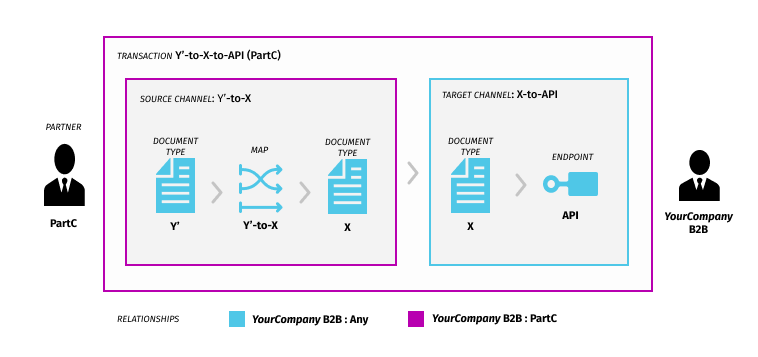 TRANSACTION Y'-to-X-to-API (PartC)
SOURCE CHANNEL: Y'-to-X
TARGET CHANNEL: X-to-API
PARTNER
DOCUMENT
TYPE
MAP
DOCUMENT
TYPE
DOCUMENT
TYPE
ENDPOINT
PartC
Y'
Y'-to-X
X
X
API
YourCompany
B2B
RELATIONSHIPS
YourCompany B2B : Any
YourCompany B2B : PartC